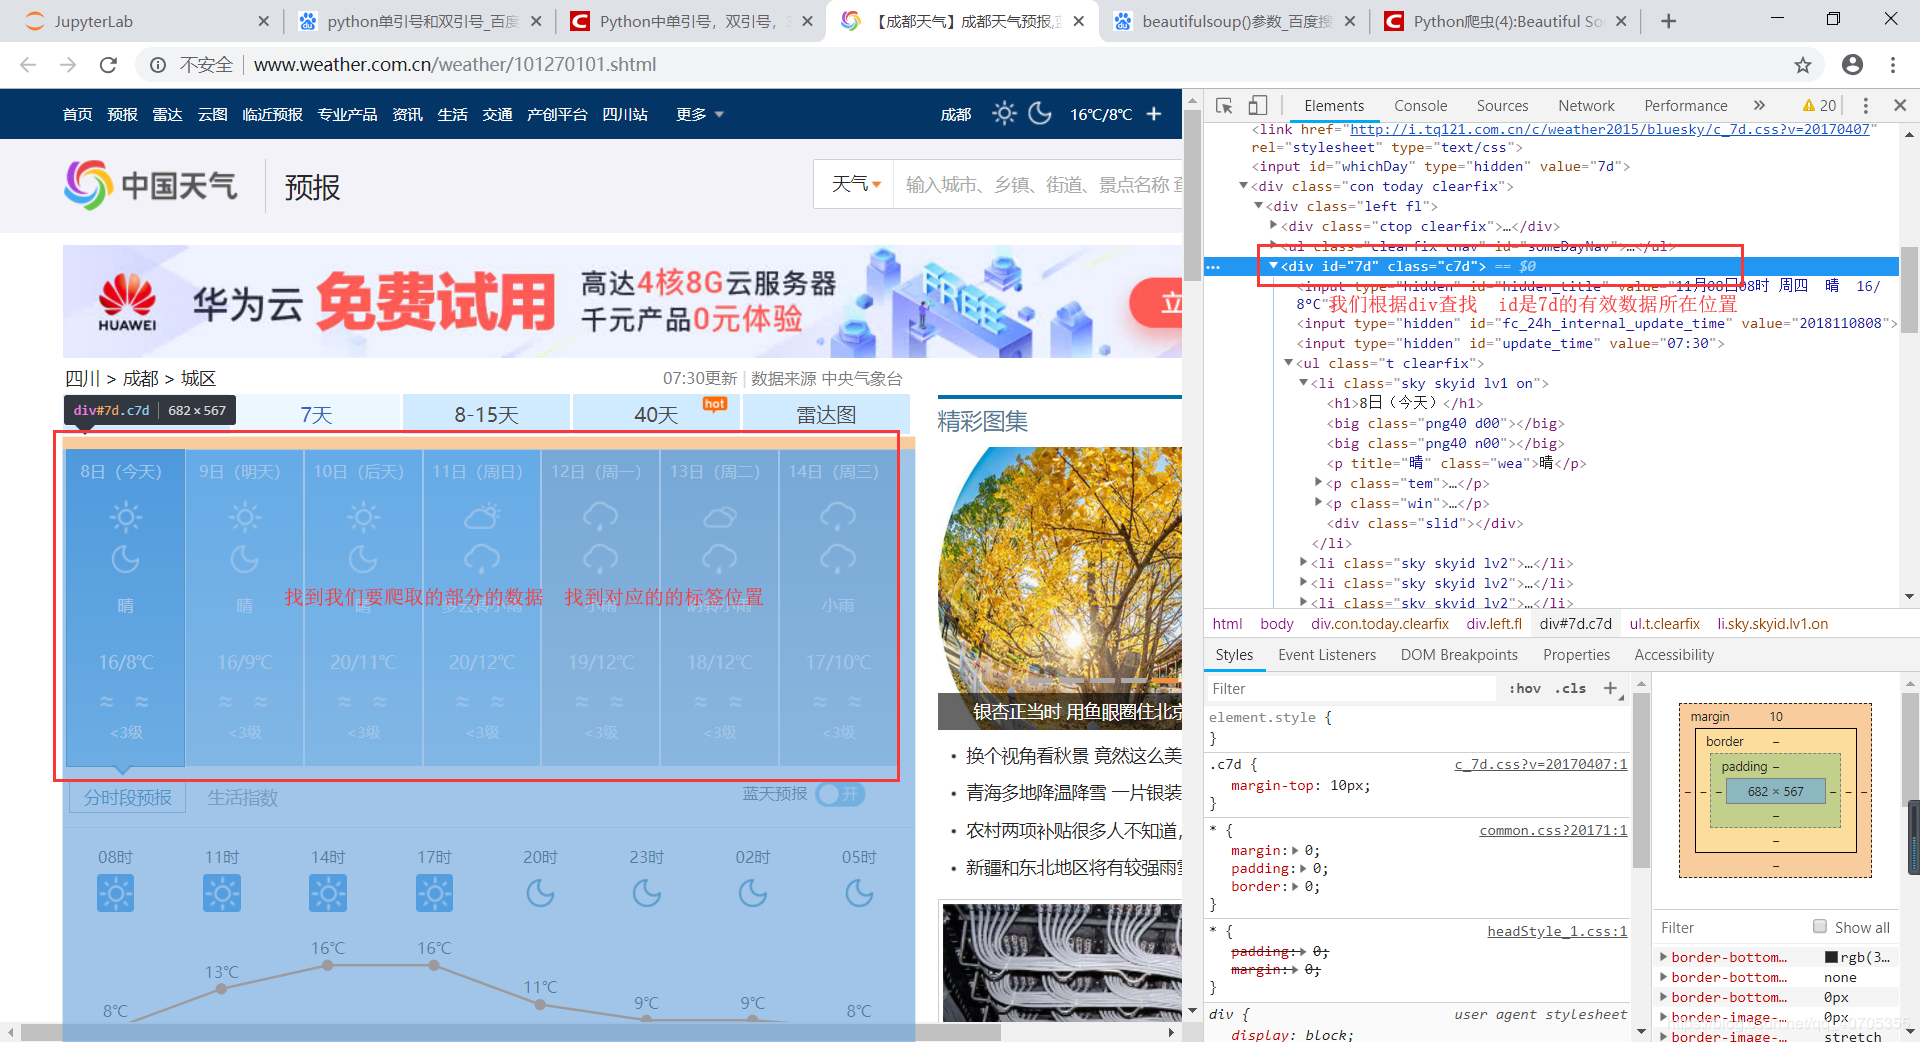 JupyterLab
python单引号和双引号_百度
Python中单引号，双引号，
【成都天气】成都天气预报,
beautifulsoup()参数_百度搜
Python爬虫(4):Beautiful So
不安全 www.weather.com.cn/weather/101270101.shtml
首页 预报 雷达 云图 临近预报 专业产品 资讯 生活 交通 产创平台 四川站 更多 成都 16℃/8℃ +
中国天气 预报 天气 输入城市、乡镇、街道、景点名称
HUAWEI 华为云 免费试用
高达4核8G云服务器
千元产品0元体验
FREE
立
四川 > 成都 > 城区 07:30更新 | 数据来源 中央气象台
div#7d.c7d 682 × 567
7天 8-15天 40天 hot 雷达图
8日（今天） 9日（明天） 10日（后天） 11日（周日） 12日（周一） 13日（周二） 14日（周三）
晴 晴 晴 多云转小雨 小雨 阴转小雨 小雨
找到我们要爬取的部分的数据 找到对应的的标签位置
16/8℃ 16/9℃ 20/11℃ 20/12℃ 19/12℃ 18/12℃ 17/10℃
<3级 <3级 <3级 <3级 <3级 <3级 <3级
分时段预报 生活指数 蓝天预报 开
08时 11时 14时 17时 20时 23时 02时 05时
8℃ 13℃ 16℃ 16℃ 11℃ 9℃ 9℃ 8℃
精彩图集
银杏正当时 用鱼眼圈住北京
• 换个视角看秋景 竟然这么美
• 青海多地降温降雪 一片银装
• 农村两项补贴很多人不知道，
• 新疆和东北地区将有较强雨雪
Elements Console Sources Network Performance » 20
<link href="http://i.tq121.com.cn/c/weather2015/bluesky/c_7d.css?v=20170407"
rel="stylesheet" type="text/css">
<input id="whichDay" type="hidden" value="7d">
<div class="con today clearfix">
<div class="left fl">
<div class="ctop clearfix">…</div>
<ul class="clearfix cnav" id="someDayNav">…</ul>
<div id="7d" class="c7d"> == $0
<input type="hidden" id="hidden_title" value="11月08日08时 周四 晴 16/
8°C"
我们根据div查找 id是7d的有效数据所在位置
<input type="hidden" id="fc_24h_internal_update_time" value="2018110808">
<input type="hidden" id="update_time" value="07:30">
<ul class="t clearfix">
<li class="sky skyid lv1 on">
<h1>8日（今天）</h1>
<big class="png40 d00"></big>
<big class="png40 n00"></big>
<p title="晴" class="wea">晴</p>
<p class="tem">…</p>
<p class="win">…</p>
<div class="slid"></div>
</li>
<li class="sky skyid lv2">…</li>
<li class="sky skyid lv2">…</li>
<li class="sky skyid lv2">…</li>
html body div.con.today.clearfix div.left.fl div#7d.c7d ul.t.clearfix li.sky.skyid.lv1.on
Styles Event Listeners DOM Breakpoints Properties Accessibility
Filter :hov .cls +
element.style {
}
.c7d { c_7d.css?v=20170407:1
margin-top: 10px;
}
* { common.css?20171:1
margin: 0;
padding: 0;
border: 0;
}
* { headStyle_1.css:1
padding: 0;
margin: 0;
}
div { user agent stylesheet
display: block;
margin 10
border –
padding –
– – – 682 × 567 – – –
–
–
–
Filter Show all
border-bottom… rgb(3…
border-bottom… none
border-bottom… 0px
border-image-… 0px
border-image… stretch